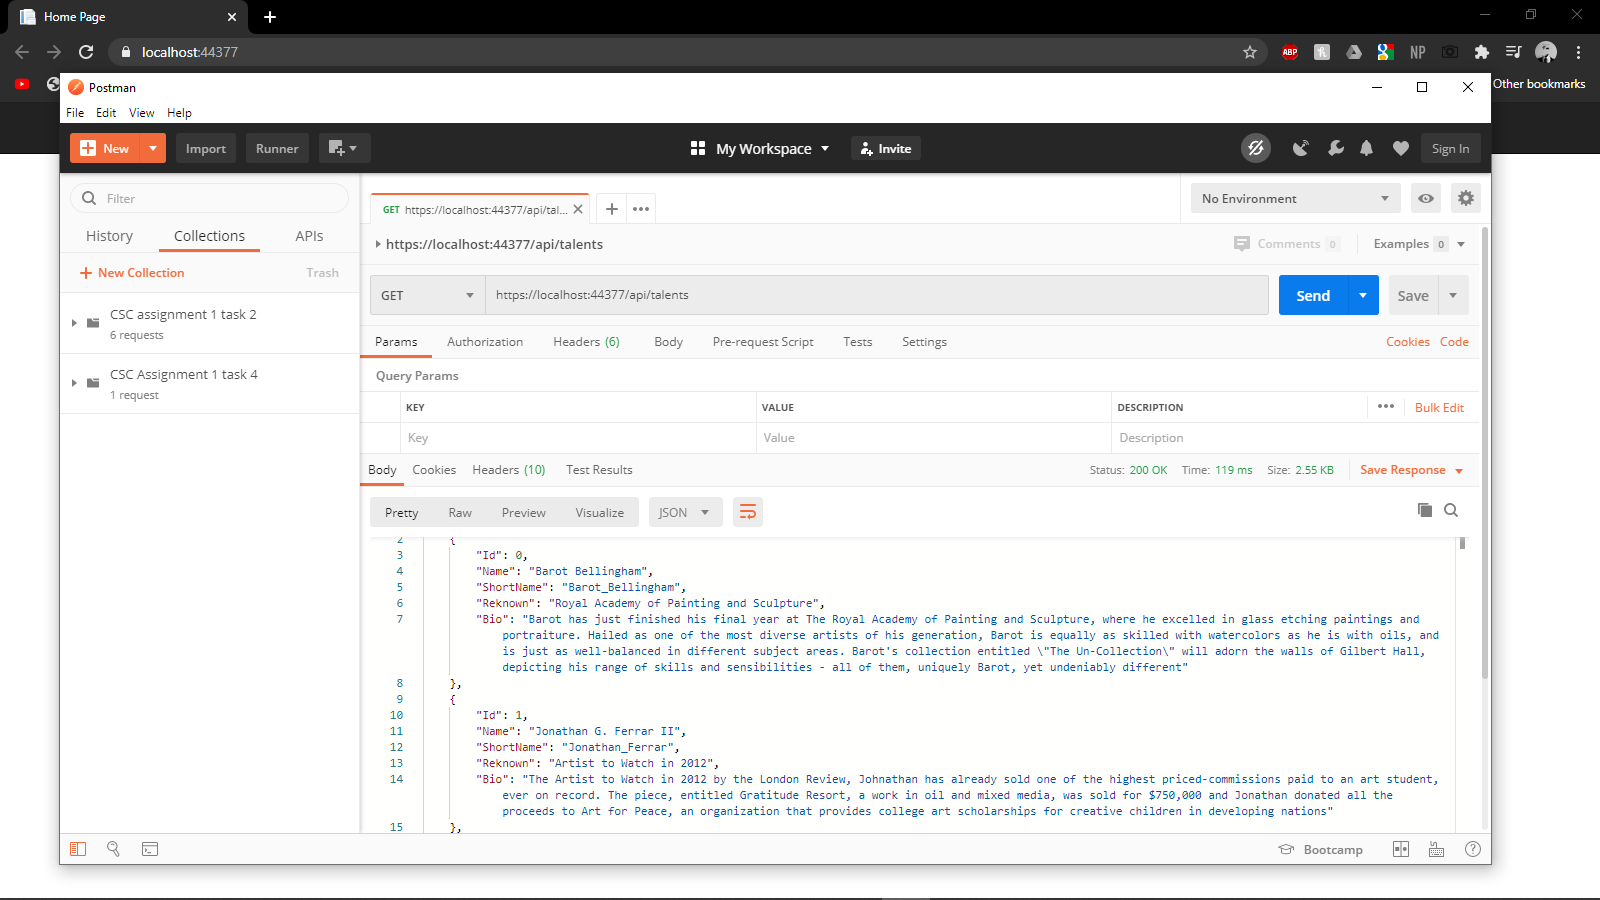 Home Page
localhost:44377
ABP
NP
Other bookmarks
Postman
File Edit View Help
New Import Runner My Workspace Invite Sign In
Filter
GET https://localhost:44377/api/tal...
No Environment
History Collections APIs
https://localhost:44377/api/talents Comments 0 Examples 0
New Collection Trash
GET https://localhost:44377/api/talents Send Save
CSC assignment 1 task 2
6 requests
Params Authorization Headers (6) Body Pre-request Script Tests Settings Cookies Code
CSC Assignment 1 task 4
1 request
Query Params
KEY VALUE DESCRIPTION Bulk Edit
Key Value Description
Body Cookies Headers (10) Test Results Status: 200 OK Time: 119 ms Size: 2.55 KB Save Response
Pretty Raw Preview Visualize JSON
2 {
3 "Id": 0,
4 "Name": "Barot Bellingham",
5 "ShortName": "Barot_Bellingham",
6 "Reknown": "Royal Academy of Painting and Sculpture",
7 "Bio": "Barot has just finished his final year at The Royal Academy of Painting and Sculpture, where he excelled in glass etching paintings and
portraiture. Hailed as one of the most diverse artists of his generation, Barot is equally as skilled with watercolors as he is with oils, and
is just as well-balanced in different subject areas. Barot's collection entitled \"The Un-Collection\" will adorn the walls of Gilbert Hall,
depicting his range of skills and sensibilities - all of them, uniquely Barot, yet undeniably different"
8 },
9 {
10 "Id": 1,
11 "Name": "Jonathan G. Ferrar II",
12 "ShortName": "Jonathan_Ferrar",
13 "Reknown": "Artist to Watch in 2012",
14 "Bio": "The Artist to Watch in 2012 by the London Review, Johnathan has already sold one of the highest priced-commissions paid to an art student,
ever on record. The piece, entitled Gratitude Resort, a work in oil and mixed media, was sold for $750,000 and Jonathan donated all the
proceeds to Art for Peace, an organization that provides college art scholarships for creative children in developing nations"
15 },
Bootcamp